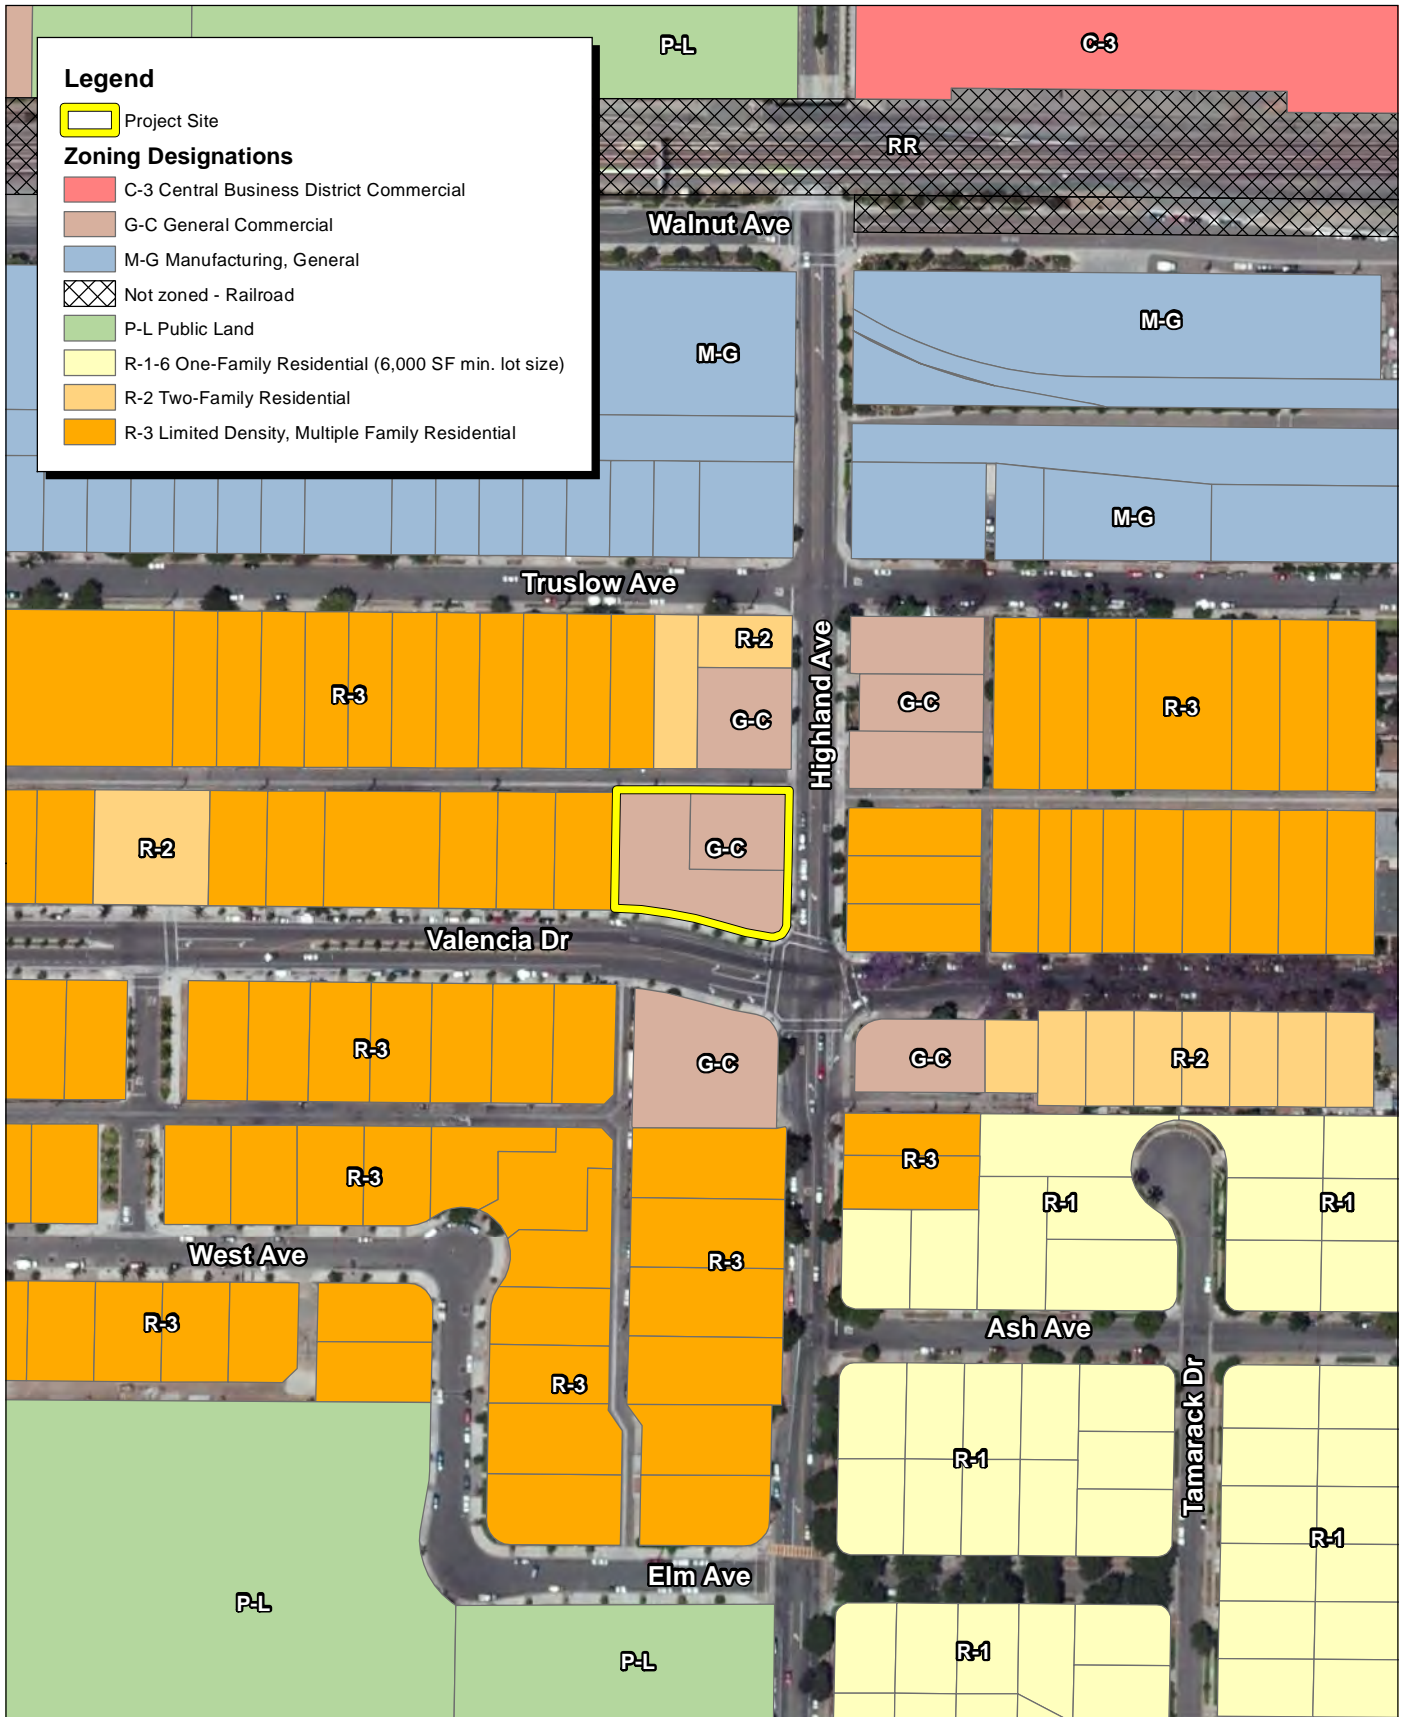 P-L
C-3
Legend
Project Site
Zoning Designations
C-3 Central Business District Commercial
G-C General Commercial
M-G Manufacturing, General
Not zoned - Railroad
P-L Public Land
R-1-6 One-Family Residential (6,000 SF min. lot size)
R-2 Two-Family Residential
R-3 Limited Density, Multiple Family Residential
RR
Walnut Ave
M-G
M-G
M-G
Truslow Ave
Highland Ave
R-2
R-3
G-C
G-C
R-3
R-2
G-C
Valencia Dr
R-3
G-C
G-C
R-2
R-3
R-3
R-1
R-1
West Ave
R-3
R-3
Ash Ave
R-3
Tamarack Dr
R-1
R-1
Elm Ave
P-L
P-L
R-1